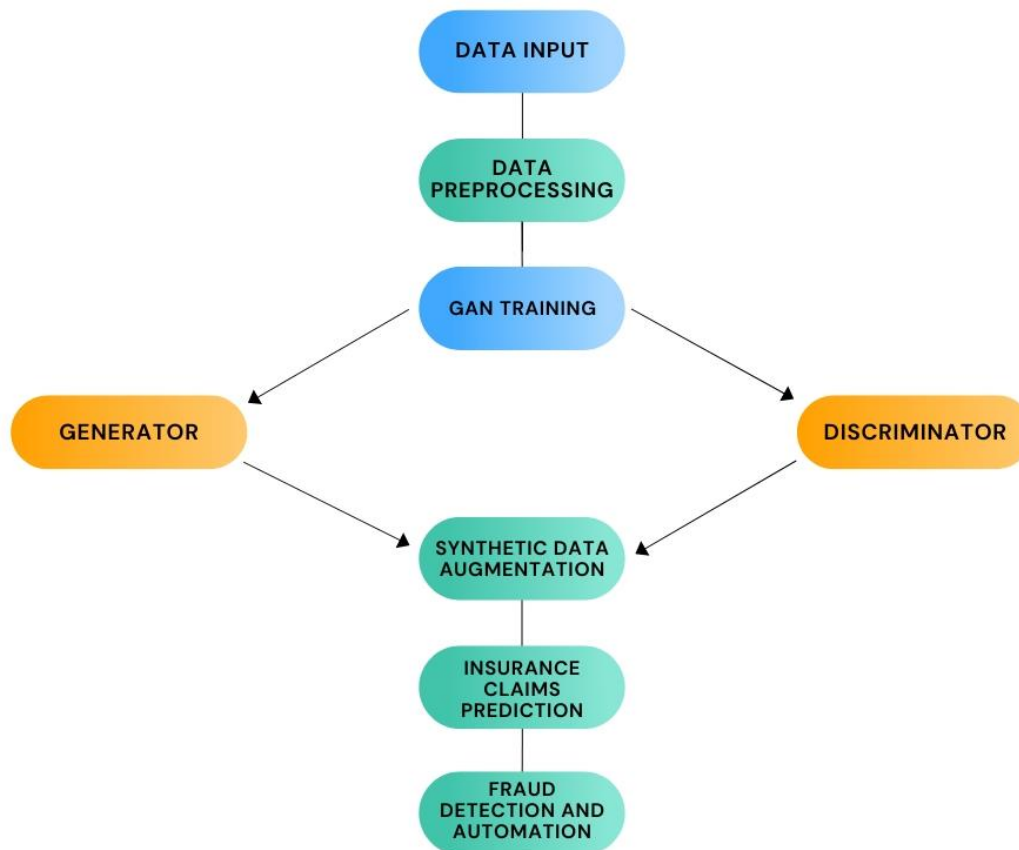 DATA INPUT
DATA
PREPROCESSING
GAN TRAINING
GENERATOR
DISCRIMINATOR
SYNTHETIC DATA
AUGMENTATION
INSURANCE
CLAIMS
PREDICTION
FRAUD
DETECTION AND
AUTOMATION